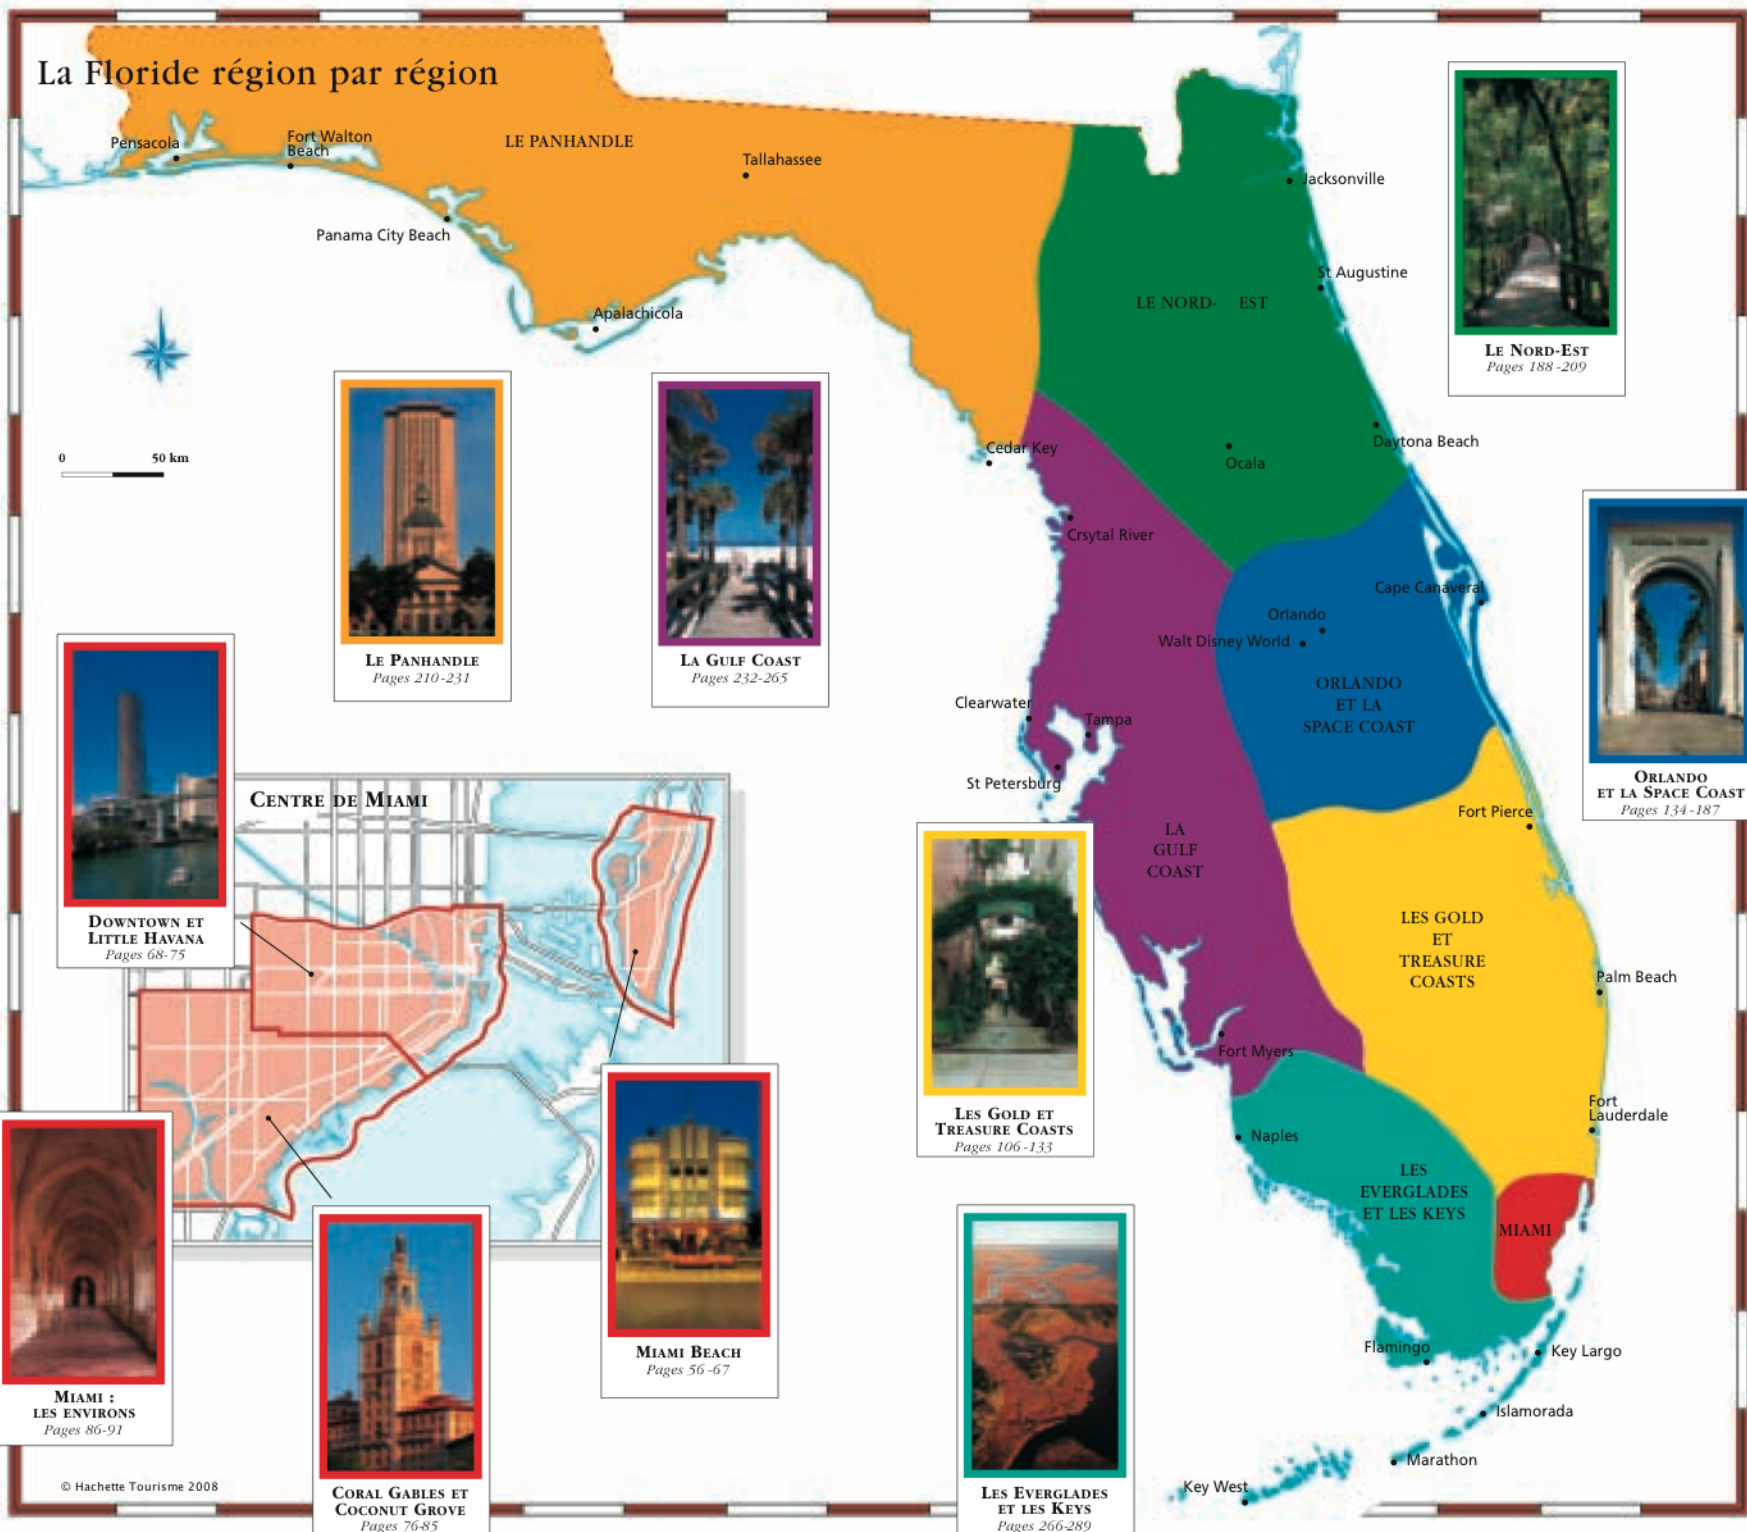 La Floride région par région
LE PANHANDLE
Pensacola
Fort Walton
Beach
Tallahassee
Panama City Beach
Apalachicola
Jacksonville
St Augustine
LE NORD- EST
LE NORD-EST
Pages 188-209
0 50 km
Cedar Key
Ocala
Daytona Beach
Crsytal River
Cape Canaveral
Orlando
Walt Disney World
ORLANDO
ET LA
SPACE COAST
LE PANHANDLE
Pages 210-231
LA GULF COAST
Pages 232-265
Clearwater
Tampa
St Petersburg
ORLANDO
ET LA SPACE COAST
Pages 134-187
Fort Pierce
LA
GULF
COAST
CENTRE DE MIAMI
DOWNTOWN ET
LITTLE HAVANA
Pages 68-75
LES GOLD
ET
TREASURE
COASTS
Palm Beach
Fort Myers
LES GOLD ET
TREASURE COASTS
Pages 106-133
Fort
Lauderdale
Naples
LES
EVERGLADES
ET LES KEYS
MIAMI
MIAMI BEACH
Pages 56-67
Flamingo
Key Largo
MIAMI :
LES ENVIRONS
Pages 86-91
Islamorada
Marathon
Key West
© Hachette Tourisme 2008
CORAL GABLES ET
COCONUT GROVE
Pages 76-85
LES EVERGLADES
ET LES KEYS
Pages 266-289